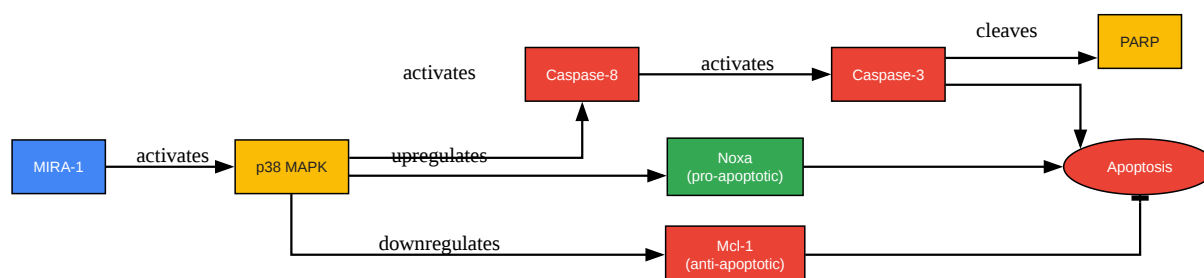 cleaves
PARP
activates
Caspase-8
activates
Caspase-3
MIRA-1
activates
p38 MAPK
upregulates
Noxa
(pro-apoptotic)
Apoptosis
downregulates
Mcl-1
(anti-apoptotic)